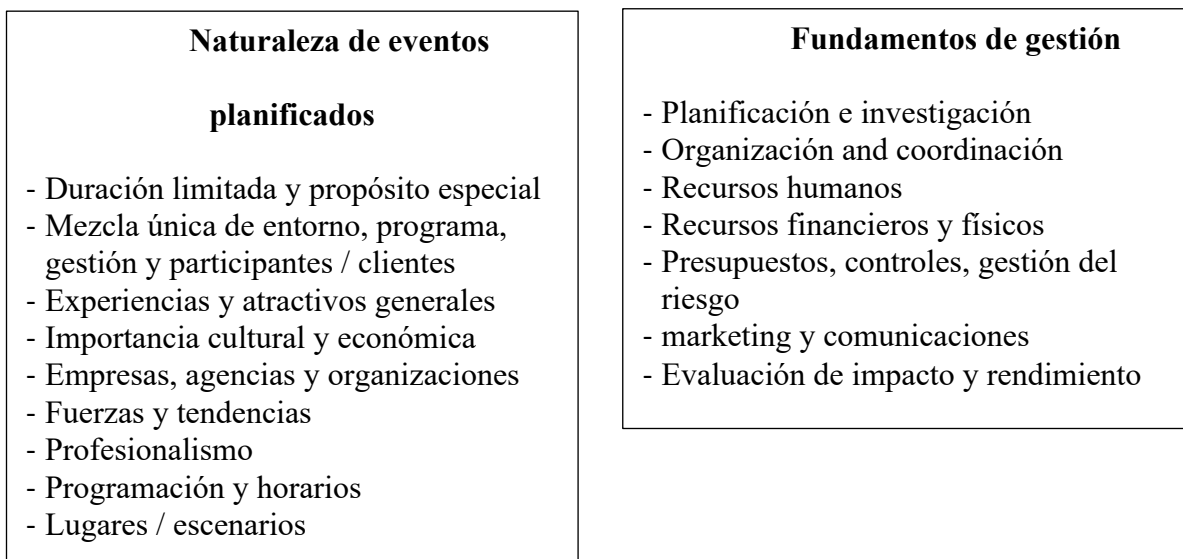 Naturaleza de eventos
planificados
- Duración limitada y propósito especial
- Mezcla única de entorno, programa,
gestión y participantes / clientes
- Experiencias y atractivos generales
- Importancia cultural y económica
- Empresas, agencias y organizaciones
- Fuerzas y tendencias
- Profesionalismo
- Programación y horarios
- Lugares / escenarios
Fundamentos de gestión
- Planificación e investigación
- Organización and coordinación
- Recursos humanos
- Recursos financieros y físicos
- Presupuestos, controles, gestión del
riesgo
- marketing y comunicaciones
- Evaluación de impacto y rendimiento